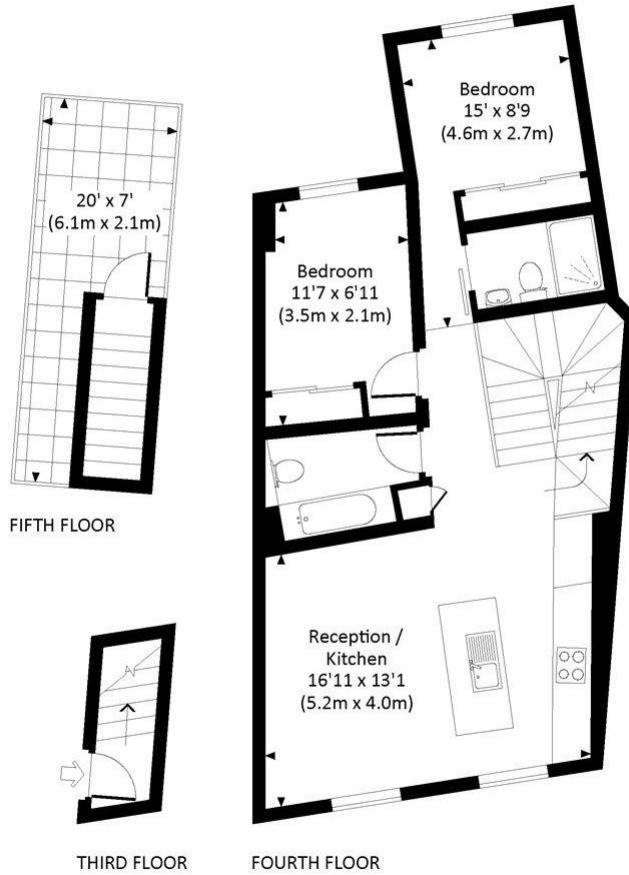 Bedroom
15' x 8'9
(4.6m x 2.7m)
20' x 7'
(6.1m x 2.1m)
Bedroom
11'7 x 6'11
(3.5m x 2.1m)
N
FIFTH FLOOR
Reception /
Kitchen
16'11 x 13'1
(5.2m x 4.0m)
N
THIRD FLOOR
FOURTH FLOOR